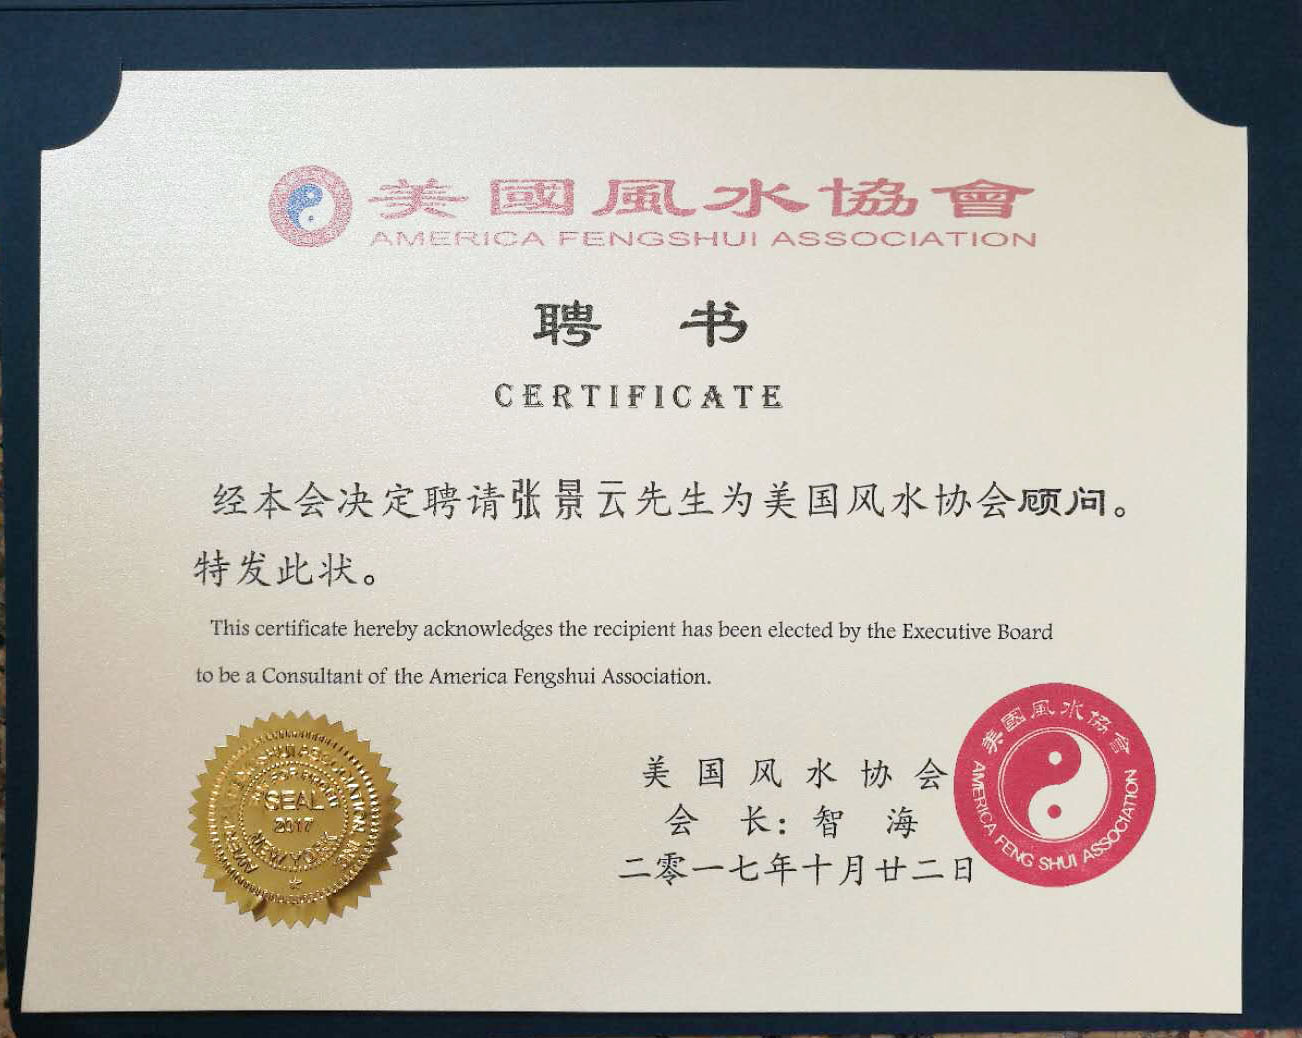 美國風水協會
AMERICA FENGSHUI ASSOCIATION
聘 书
CERTIFICATE
经本会决定聘请张景云先生为美国风水协会顾问。
特发此状。
This certificate hereby acknowledges the recipient has been elected by the Executive Board
to be a Consultant of the America Fengshui Association.
SEAL
2017
NEW YORK
美国风水协会
会 长：智 海
二零一七年十月廿二日
美國風水協會
AMERICA FENG SHUI ASSOCIATION